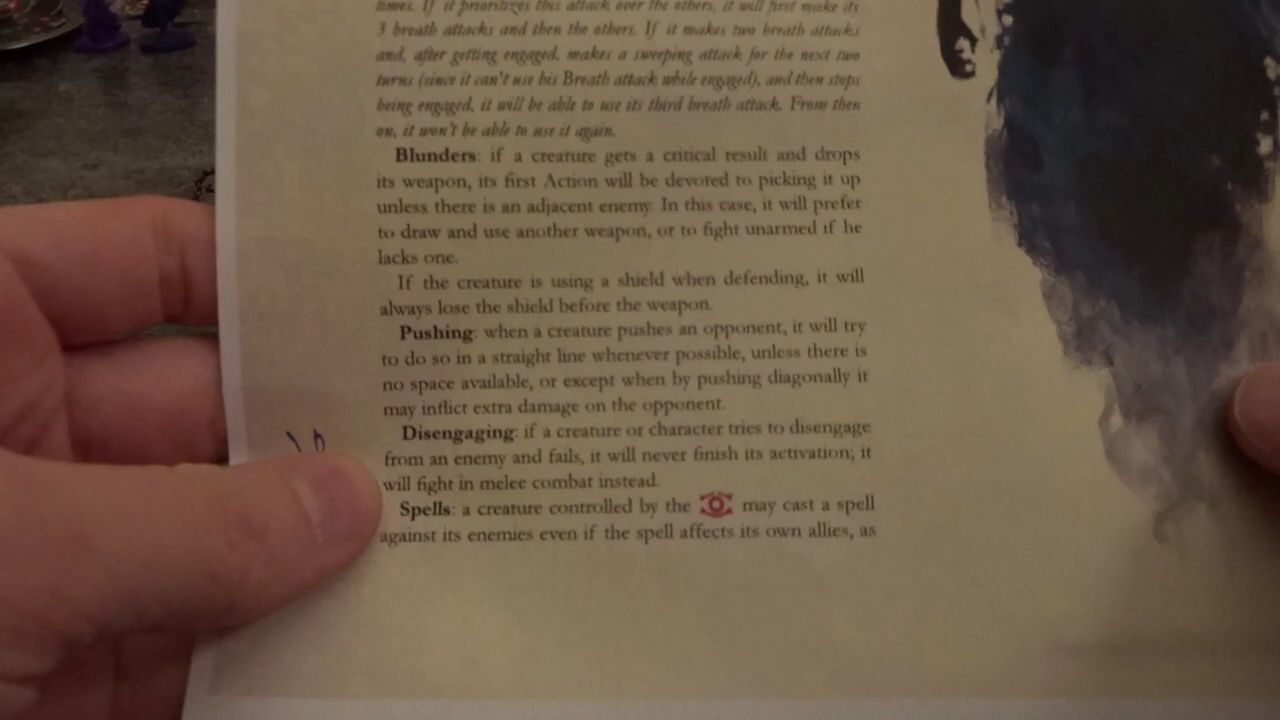 times. If it prioritizes this attack over the others, it will first make its
3 breath attacks and then the others. If it makes two breath attacks
and, after getting engaged, makes a sweeping attack for the next two
turns (since it can't use his Breath attack while engaged), and then stops
being engaged, it will be able to use its third breath attack. From then
on, it won't be able to use it again.
Blunders: if a creature gets a critical result and drops
its weapon, its first Action will be devoted to picking it up
unless there is an adjacent enemy. In this case, it will prefer
to draw and use another weapon, or to fight unarmed if he
lacks one.
If the creature is using a shield when defending, it will
always lose the shield before the weapon.
Pushing: when a creature pushes an opponent, it will try
to do so in a straight line whenever possible, unless there is
no space available, or except when by pushing diagonally it
may inflict extra damage on the opponent.
Disengaging: if a creature or character tries to disengage
from an enemy and fails, it will never finish its activation; it
will fight in melee combat instead.
Spells: a creature controlled by the may cast a spell
against its enemies even if the spell affects its own allies, as